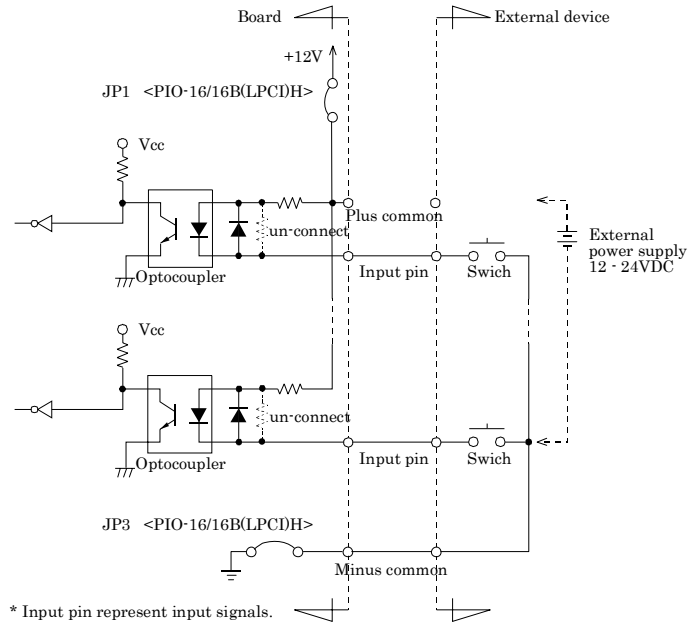 Board
External device
+12V
JP1 <PIO-16/16B(LPCI)H>
Vcc
Plus common
un-connect
External
power supply
12 - 24VDC
Optocoupler
Input pin
Swich
Vcc
un-connect
Optocoupler
Input pin
Swich
JP3 <PIO-16/16B(LPCI)H>
Minus common
* Input pin represent input signals.